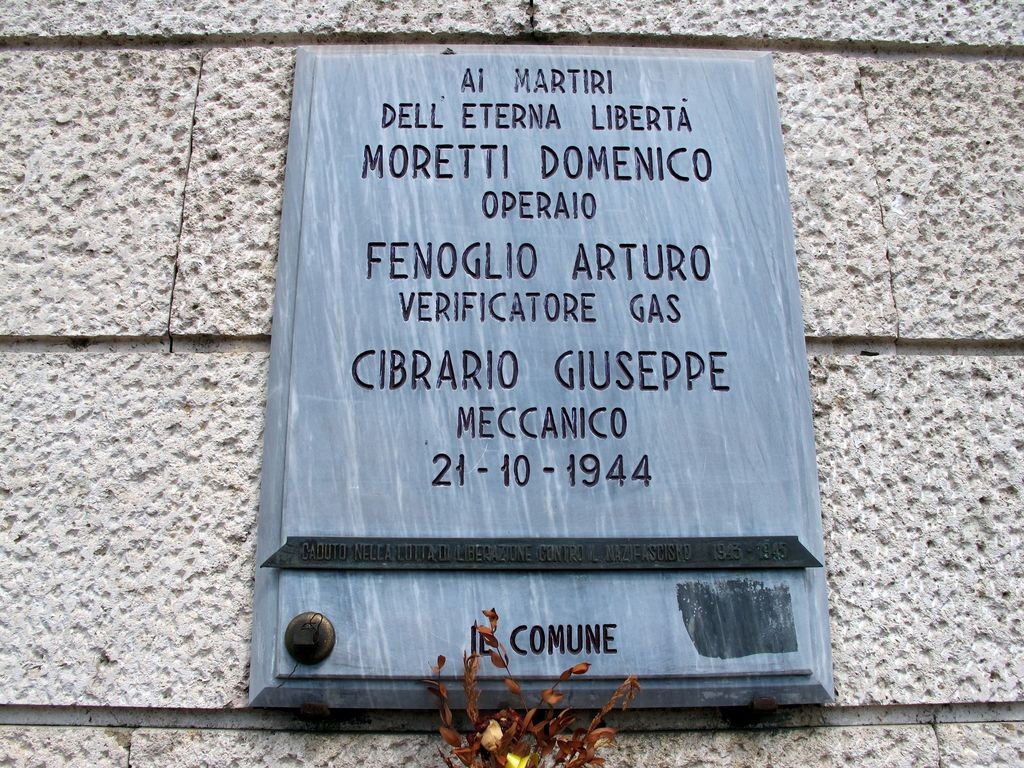 AI MARTIRI
DELL' ETERNA LIBERTÀ
MORETTI DOMENICO
OPERAIO
FENOGLIO ARTURO
VERIFICATORE GAS
CIBRARIO GIUSEPPE
MECCANICO
21-10-1944
CADUTO NELLA LOTTA DI LIBERAZIONE CONTRO IL NAZIFASCISMO 1943-1945
IL COMUNE